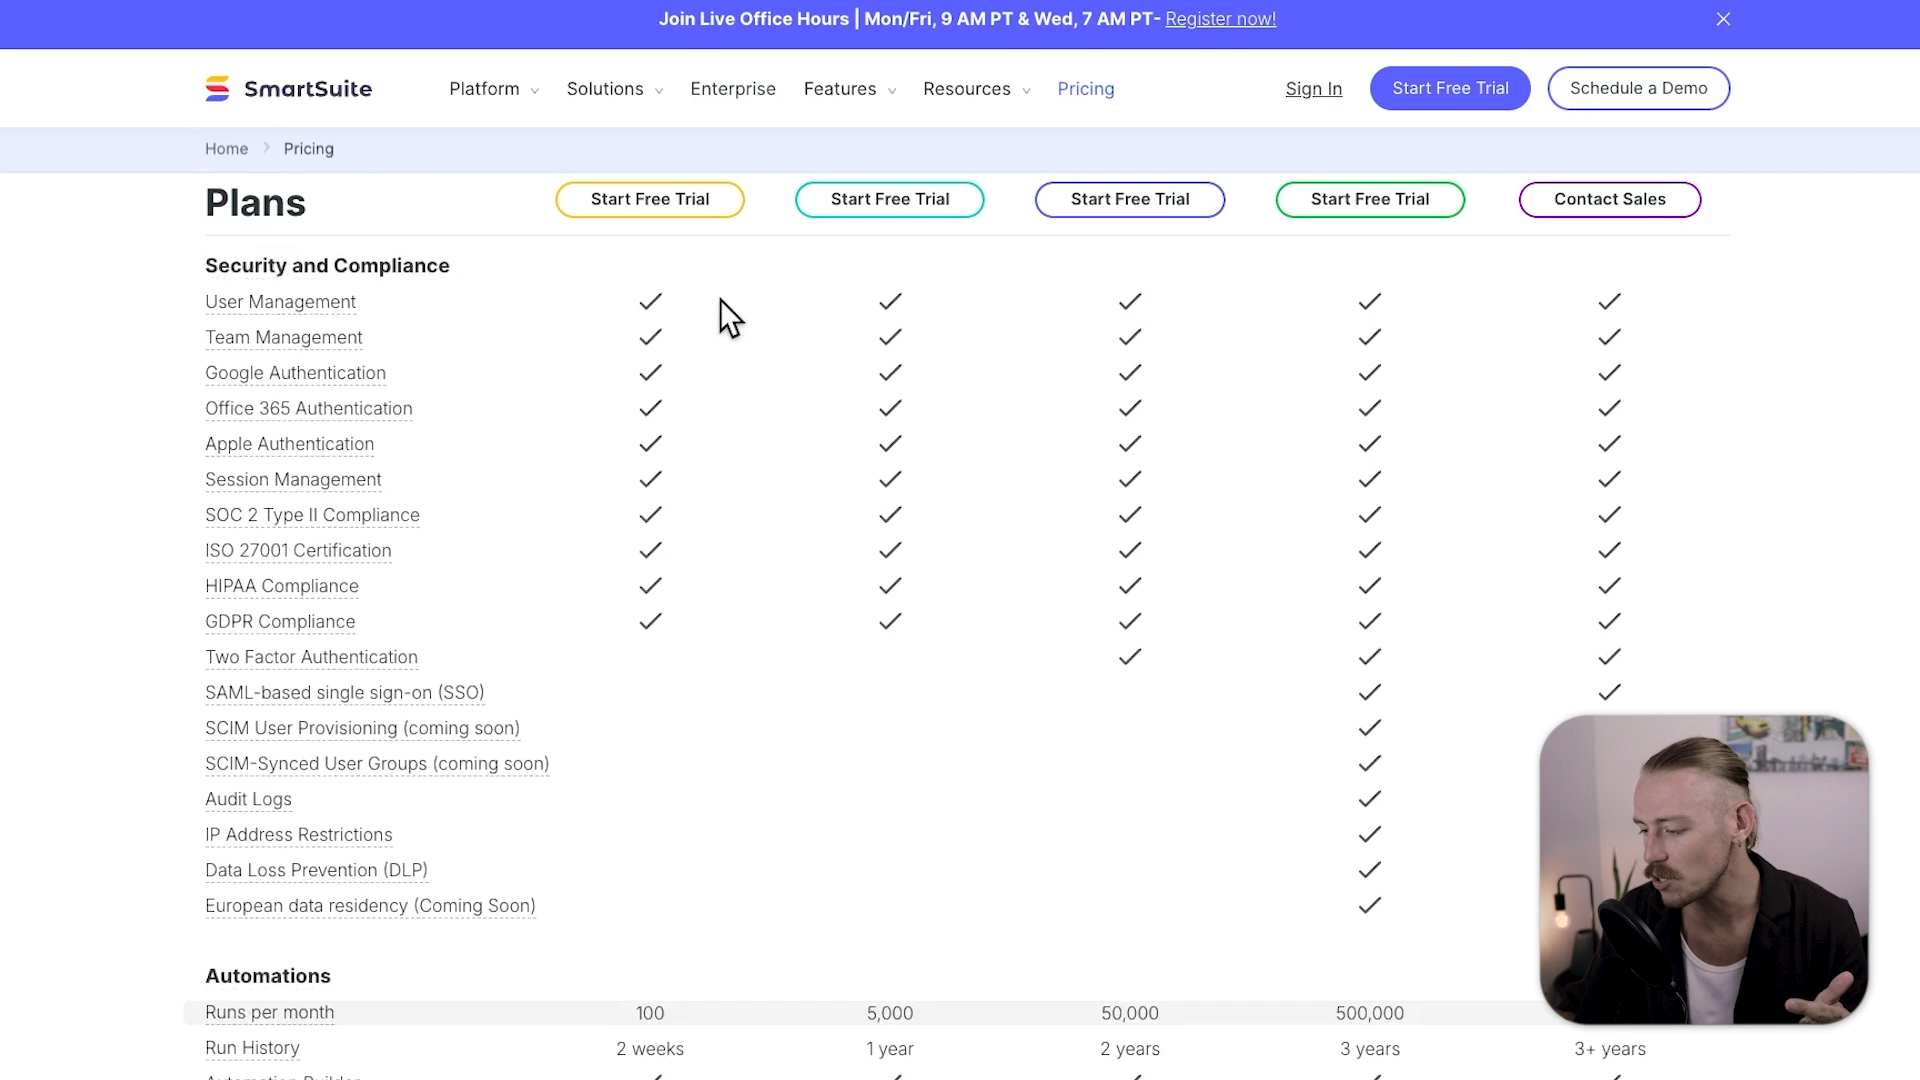 Join Live Office Hours | Mon/Fri, 9 AM PT & Wed, 7 AM PT- Register now!
SmartSuite Platform Solutions Enterprise Features Resources Pricing Sign In Start Free Trial Schedule a Demo
Home Pricing
Plans Start Free Trial Start Free Trial Start Free Trial Start Free Trial Contact Sales
Security and Compliance
User Management
Team Management
Google Authentication
Office 365 Authentication
Apple Authentication
Session Management
SOC 2 Type II Compliance
ISO 27001 Certification
HIPAA Compliance
GDPR Compliance
Two Factor Authentication
SAML-based single sign-on (SSO)
SCIM User Provisioning (coming soon)
SCIM-Synced User Groups (coming soon)
Audit Logs
IP Address Restrictions
Data Loss Prevention (DLP)
European data residency (Coming Soon)
Automations
Runs per month 100 5,000 50,000 500,000
Run History 2 weeks 1 year 2 years 3 years 3+ years